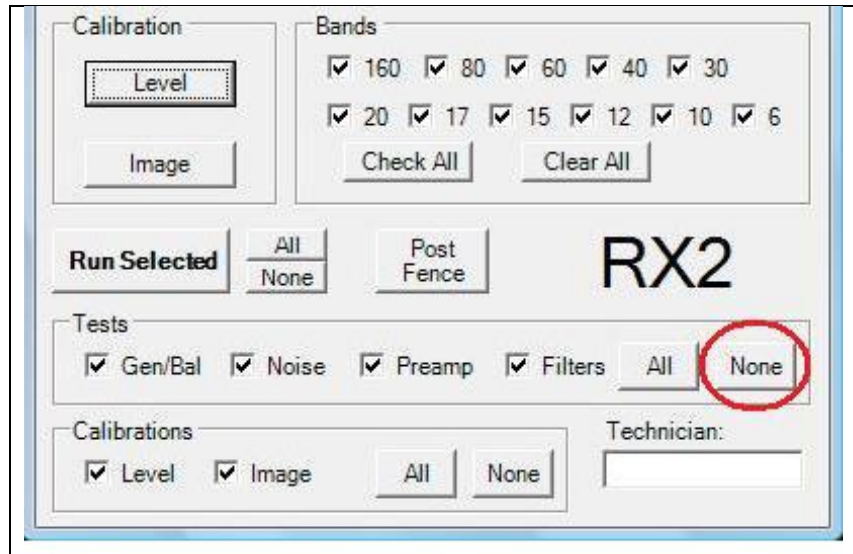 Calibration
Bands
Level
160 80 60 40 30
20 17 15 12 10 6
Image
Check All Clear All
Run Selected
All
None
Post
Fence
RX2
Tests
Gen/Bal Noise Preamp Filters All None
Calibrations
Technician:
Level Image All None